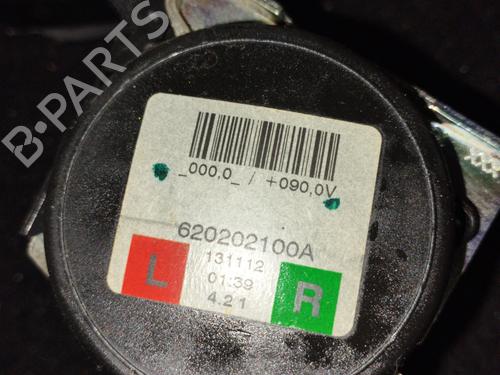 B-PARTS
_000,0_ / +090,0V
620202100A
131112
L
01:39
R
4.21